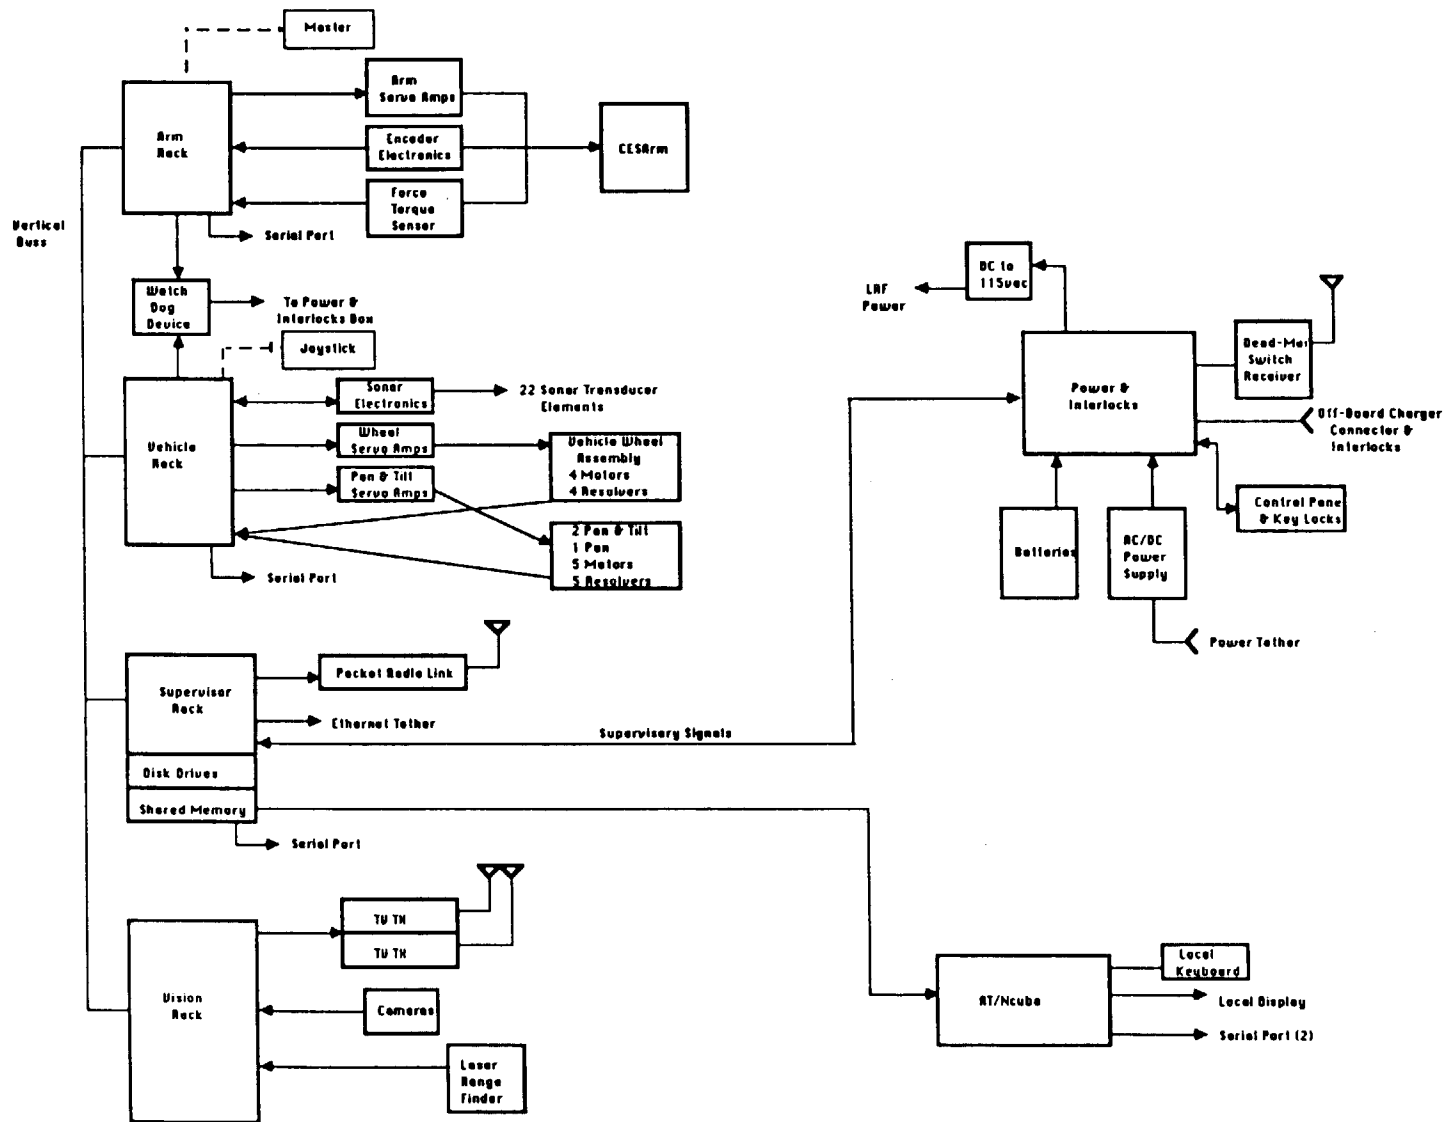 Master
Arm
Servo Amps
Arm
Rack
Encoder
Electronics
CESArm
Force
Torque
Sensor
Vertical
Buss
Serial Port
Watch
Dog
Device
To Power &
Interlocks Box
Joystick
Sonar
Electronics
22 Sonar Transducer
Elements
Vehicle
Rack
Wheel
Servo Amps
Vehicle Wheel
Assembly
4 Motors
4 Resolvers
Pan & Tilt
Servo Amps
2 Pan & Tilt
1 Pan
5 Motors
5 Resolvers
Serial Port
DC to
115vac
LRF
Power
Power &
Interlocks
Dead-Ma
Switch
Receiver
Off-Board Charger
Connector &
Interlocks
Control Pane
& Key Locks
Batteries
AC/DC
Power
Supply
Power Tether
Supervisor
Rack
Packet Radio Link
Ethernet Tether
Supervisory Signals
Disk Drives
Shared Memory
Serial Port
TV TX
TV TX
Vision
Rack
Cameras
Laser
Range
Finder
AT/Ncube
Local
Keyboard
Local Display
Serial Port (2)